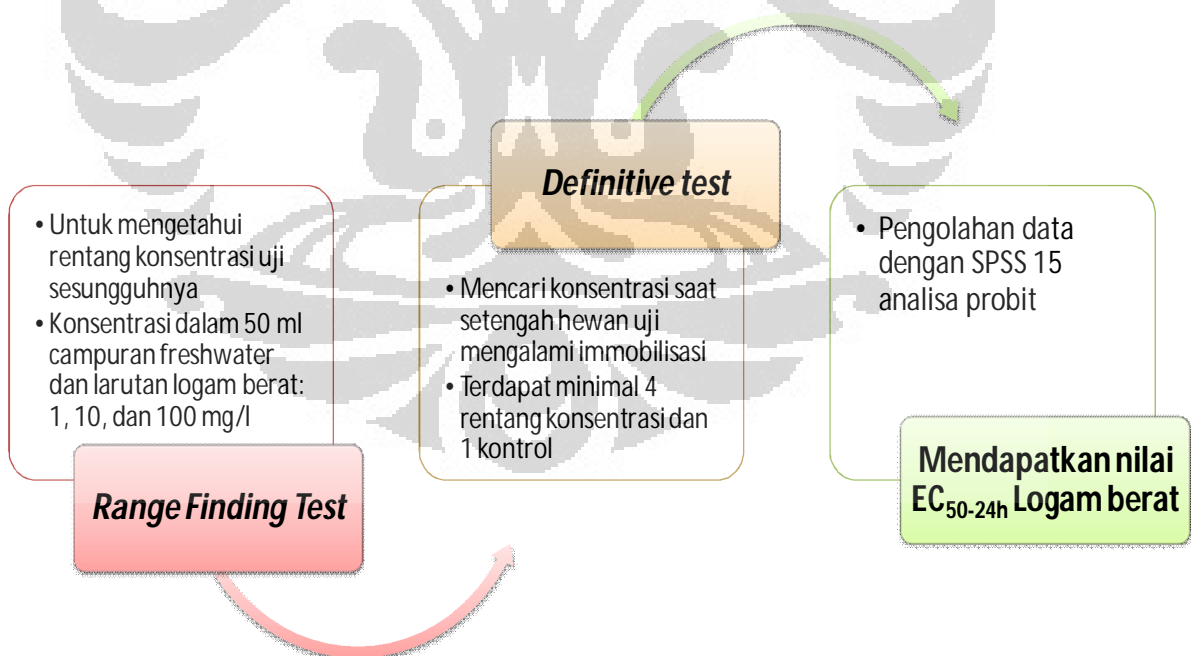 • Untuk mengetahui
rentang konsentrasi uji
sesungguhnya
• Konsentrasi dalam 50 ml
campuran freshwater
dan larutan logam berat:
1, 10, dan 100 mg/l
Range Finding Test
Definitive test
• Mencari konsentrasi saat
setengah hewan uji
mengalami immobilisasi
• Terdapat minimal 4
rentang konsentrasi dan
1 kontrol
• Pengolahan data
dengan SPSS 15
analisa probit
Mendapatkan nilai
EC50-24h Logam berat